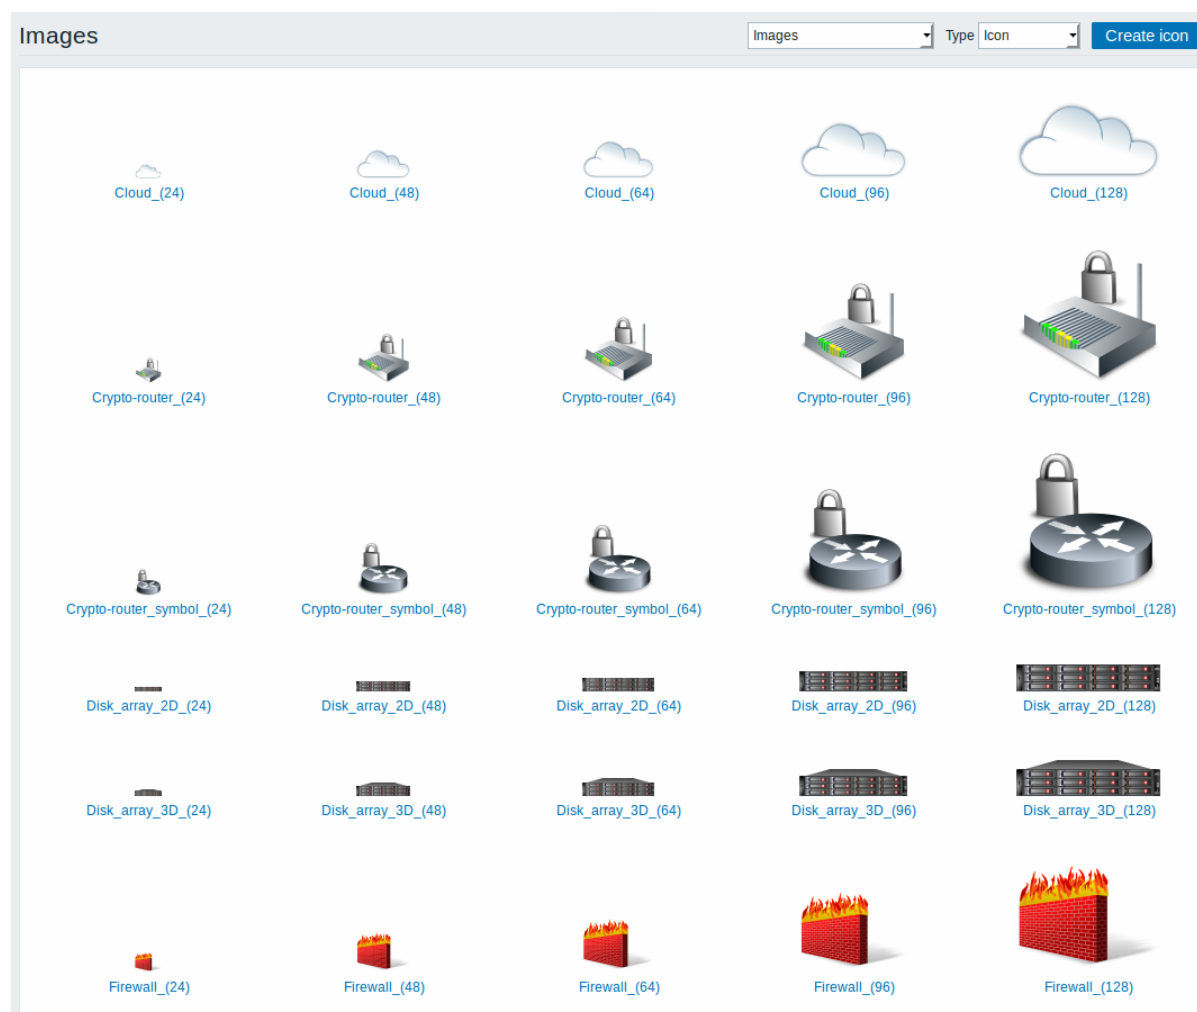 Images Images Type Icon Create icon
Cloud_(24) Cloud_(48) Cloud_(64) Cloud_(96) Cloud_(128)
Crypto-router_(24) Crypto-router_(48) Crypto-router_(64) Crypto-router_(96) Crypto-router_(128)
Crypto-router_symbol_(24) Crypto-router_symbol_(48) Crypto-router_symbol_(64) Crypto-router_symbol_(96) Crypto-router_symbol_(128)
Disk_array_2D_(24) Disk_array_2D_(48) Disk_array_2D_(64) Disk_array_2D_(96) Disk_array_2D_(128)
Disk_array_3D_(24) Disk_array_3D_(48) Disk_array_3D_(64) Disk_array_3D_(96) Disk_array_3D_(128)
Firewall_(24) Firewall_(48) Firewall_(64) Firewall_(96) Firewall_(128)